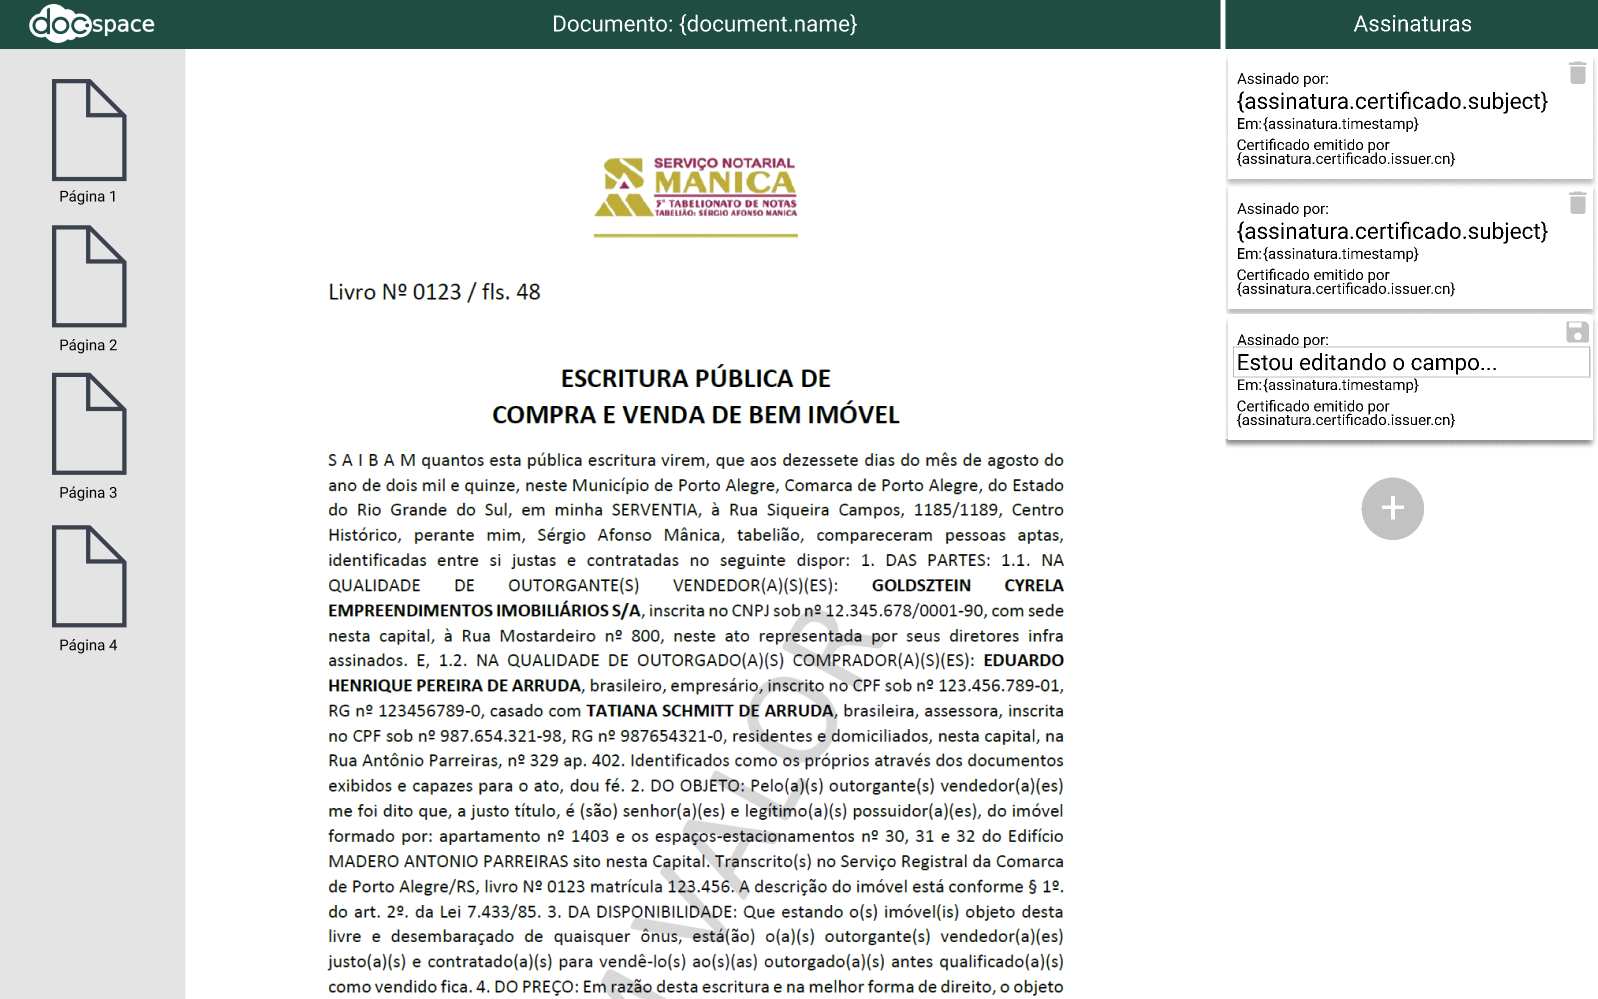 docspace
Documento: {document.name}
Assinaturas
Página 1
Página 2
Página 3
Página 4
SERVIÇO NOTARIAL
MANICA
7º TABELIONATO DE NOTAS
TABELIÃO: SÉRGIO AFONSO MANICA
Livro Nº 0123 / fls. 48
ESCRITURA PÚBLICA DE
COMPRA E VENDA DE BEM IMÓVEL
S A I B A M quantos esta pública escritura virem, que aos dezessete dias do mês de agosto do
ano de dois mil e quinze, neste Município de Porto Alegre, Comarca de Porto Alegre, do Estado
do Rio Grande do Sul, em minha SERVENTIA, à Rua Siqueira Campos, 1185/1189, Centro
Histórico, perante mim, Sérgio Afonso Mânica, tabelião, compareceram pessoas aptas,
identificadas entre si justas e contratadas no seguinte dispor: 1. DAS PARTES: 1.1. NA
QUALIDADE DE OUTORGANTE(S) VENDEDOR(A)(S)(ES): GOLDSZTEIN CYRELA
EMPREENDIMENTOS IMOBILIÁRIOS S/A, inscrita no CNPJ sob nº 12.345.678/0001-90, com sede
nesta capital, à Rua Mostardeiro nº 800, neste ato representada por seus diretores infra
assinados. E, 1.2. NA QUALIDADE DE OUTORGADO(A)(S) COMPRADOR(A)(S)(ES): EDUARDO
HENRIQUE PEREIRA DE ARRUDA, brasileiro, empresário, inscrito no CPF sob nº 123.456.789-01,
RG nº 123456789-0, casado com TATIANA SCHMITT DE ARRUDA, brasileira, assessora, inscrita
no CPF sob nº 987.654.321-98, RG nº 987654321-0, residentes e domiciliados, nesta capital, na
Rua Antônio Parreiras, nº 329 ap. 402. Identificados como os próprios através dos documentos
exibidos e capazes para o ato, dou fé. 2. DO OBJETO: Pelo(a)(s) outorgante(s) vendedor(a)(es)
me foi dito que, a justo título, é (são) senhor(a)(es) e legítimo(a)(s) possuidor(a)(es), do imóvel
formado por: apartamento nº 1403 e os espaços-estacionamentos nº 30, 31 e 32 do Edifício
MADERO ANTONIO PARREIRAS sito nesta Capital. Transcrito(s) no Serviço Registral da Comarca
de Porto Alegre/RS, livro Nº 0123 matrícula 123.456. A descrição do imóvel está conforme § 1º.
do art. 2º. da Lei 7.433/85. 3. DA DISPONIBILIDADE: Que estando o(s) imóvel(is) objeto desta
livre e desembaraçado de quaisquer ônus, está(ão) o(a)(s) outorgante(s) vendedor(a)(es)
justo(a)(s) e contratado(a)(s) para vendê-lo(s) ao(s)(as) outorgado(a)(s) antes qualificado(a)(s)
como vendido fica. 4. DO PREÇO: Em razão desta escritura e na melhor forma de direito, o objeto
M VALOR
Assinado por:
{assinatura.certificado.subject}
Em:{assinatura.timestamp}
Certificado emitido por
{assinatura.certificado.issuer.cn}
Assinado por:
{assinatura.certificado.subject}
Em:{assinatura.timestamp}
Certificado emitido por
{assinatura.certificado.issuer.cn}
Assinado por:
Estou editando o campo...
Em:{assinatura.timestamp}
Certificado emitido por
{assinatura.certificado.issuer.cn}